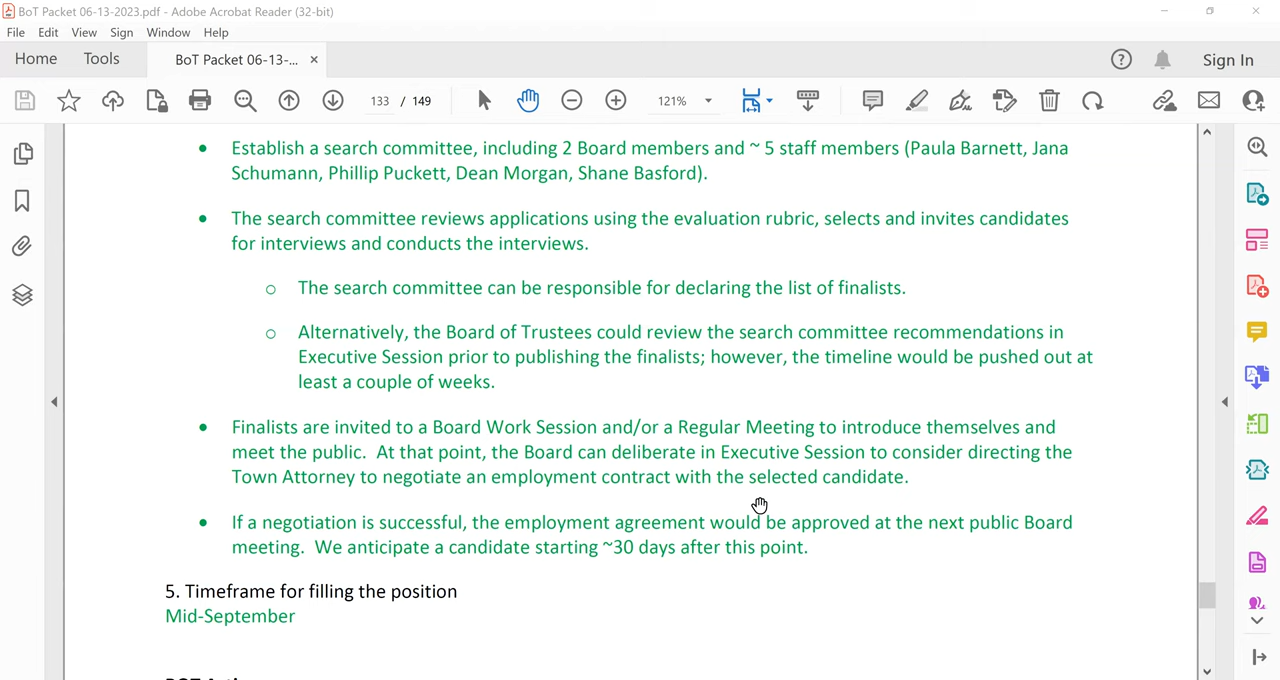 BoT Packet 06-13-2023.pdf - Adobe Acrobat Reader (32-bit)
File Edit View Sign Window Help
Home Tools BoT Packet 06-13-... × Sign In
133 / 149 121%
• Establish a search committee, including 2 Board members and ~ 5 staff members (Paula Barnett, Jana
Schumann, Phillip Puckett, Dean Morgan, Shane Basford).
• The search committee reviews applications using the evaluation rubric, selects and invites candidates
for interviews and conducts the interviews.
o The search committee can be responsible for declaring the list of finalists.
o Alternatively, the Board of Trustees could review the search committee recommendations in
Executive Session prior to publishing the finalists; however, the timeline would be pushed out at
least a couple of weeks.
• Finalists are invited to a Board Work Session and/or a Regular Meeting to introduce themselves and
meet the public.  At that point, the Board can deliberate in Executive Session to consider directing the
Town Attorney to negotiate an employment contract with the selected candidate.
• If a negotiation is successful, the employment agreement would be approved at the next public Board
meeting.  We anticipate a candidate starting ~30 days after this point.
5. Timeframe for filling the position
Mid-September